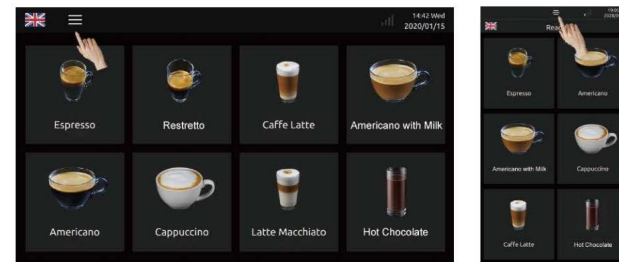 14:42 Wed
2020/01/15
Espresso
Restretto
Caffe Latte
Americano with Milk
Americano
Cappuccino
Latte Macchiato
Hot Chocolate
Espresso
Americano
Americano with Milk
Cappuccino
Caffe Latte
Hot Chocolate